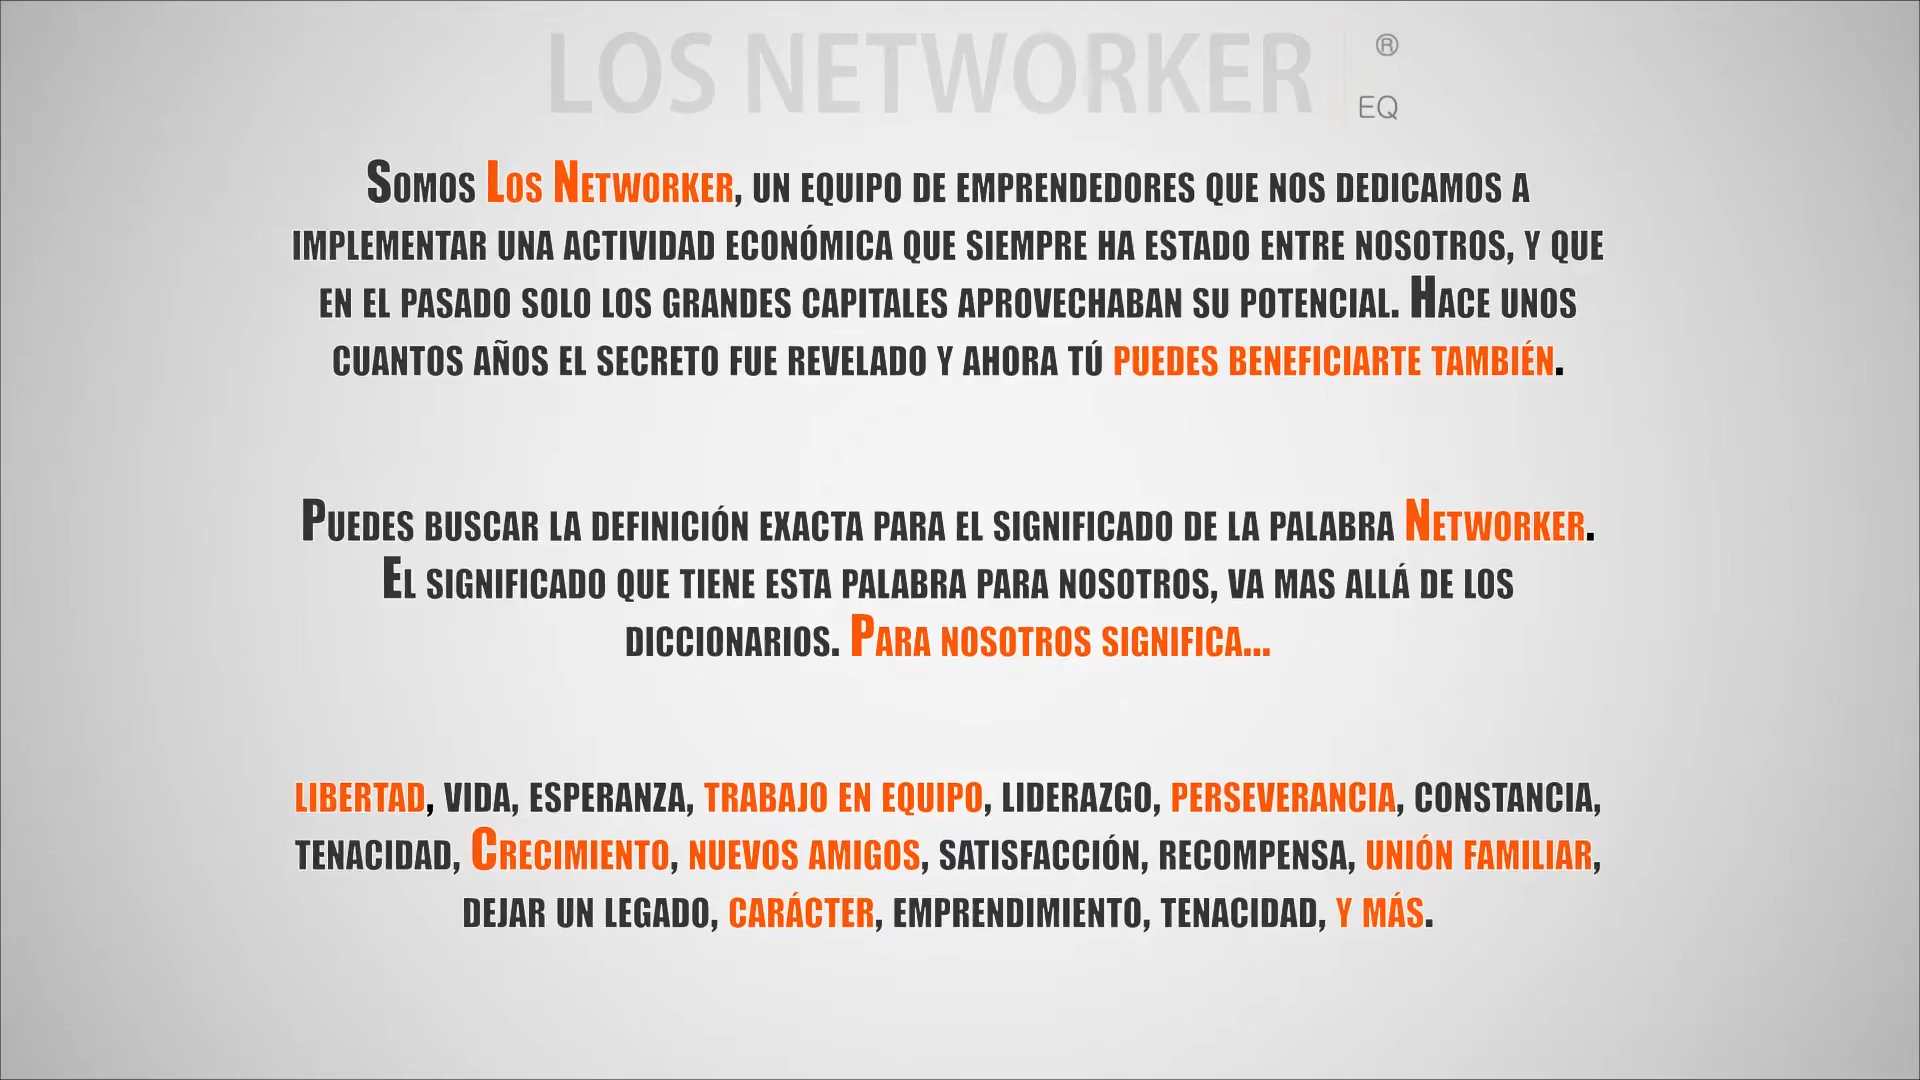 LOS NETWORKER ®
EQ
Somos Los Networker, un equipo de emprendedores que nos dedicamos a
implementar una actividad económica que siempre ha estado entre nosotros, y que
en el pasado solo los grandes capitales aprovechaban su potencial. Hace unos
cuantos años el secreto fue revelado y ahora tú puedes beneficiarte también.
Puedes buscar la definición exacta para el significado de la palabra Networker.
El significado que tiene esta palabra para nosotros, va mas allá de los
diccionarios. Para nosotros significa...
libertad, vida, esperanza, trabajo en equipo, liderazgo, perseverancia, constancia,
tenacidad, Crecimiento, nuevos amigos, satisfacción, recompensa, unión familiar,
dejar un legado, carácter, emprendimiento, tenacidad, y más.